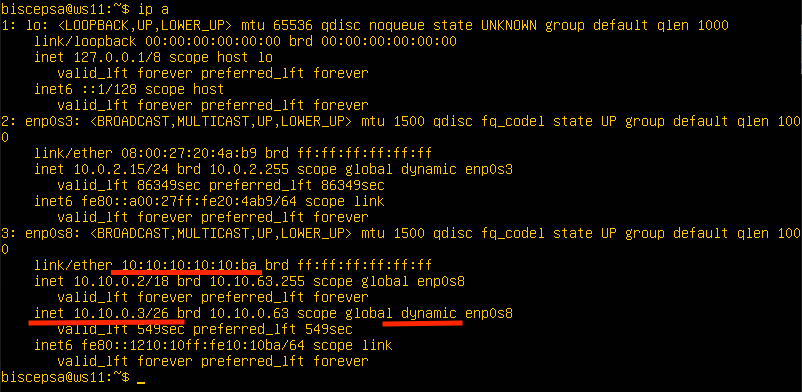 biscepsa@ws11:~$ ip a
1: lo: <LOOPBACK,UP,LOWER_UP> mtu 65536 qdisc noqueue state UNKNOWN group default qlen 1000
    link/loopback 00:00:00:00:00:00 brd 00:00:00:00:00:00
    inet 127.0.0.1/8 scope host lo
       valid_lft forever preferred_lft forever
    inet6 ::1/128 scope host
       valid_lft forever preferred_lft forever
2: enp0s3: <BROADCAST,MULTICAST,UP,LOWER_UP> mtu 1500 qdisc fq_codel state UP group default qlen 100
0
    link/ether 08:00:27:20:4a:b9 brd ff:ff:ff:ff:ff:ff
    inet 10.0.2.15/24 brd 10.0.2.255 scope global dynamic enp0s3
       valid_lft 86349sec preferred_lft 86349sec
    inet6 fe80::a00:27ff:fe20:4ab9/64 scope link
       valid_lft forever preferred_lft forever
3: enp0s8: <BROADCAST,MULTICAST,UP,LOWER_UP> mtu 1500 qdisc fq_codel state UP group default qlen 100
0
    link/ether 10:10:10:10:10:ba brd ff:ff:ff:ff:ff:ff
    inet 10.10.0.2/18 brd 10.10.63.255 scope global enp0s8
       valid_lft forever preferred_lft forever
    inet 10.10.0.3/26 brd 10.10.0.63 scope global dynamic enp0s8
       valid_lft 549sec preferred_lft 549sec
    inet6 fe80::1210:10ff:fe10:10ba/64 scope link
       valid_lft forever preferred_lft forever
biscepsa@ws11:~$ _